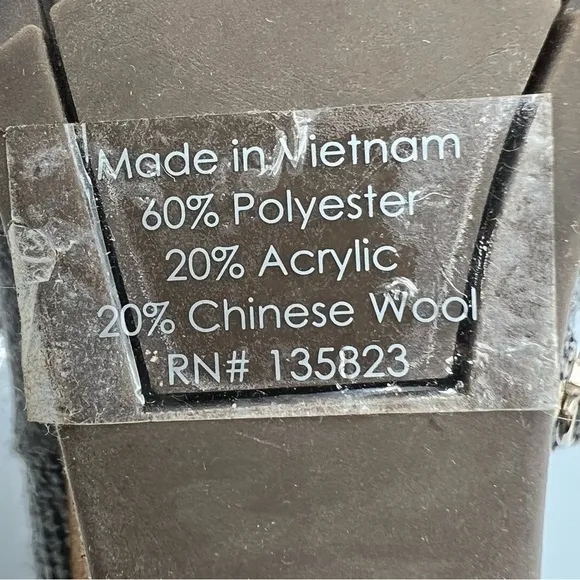 Made in Vietnam
60% Polyester
20% Acrylic
20% Chinese Wool
RN# 135823